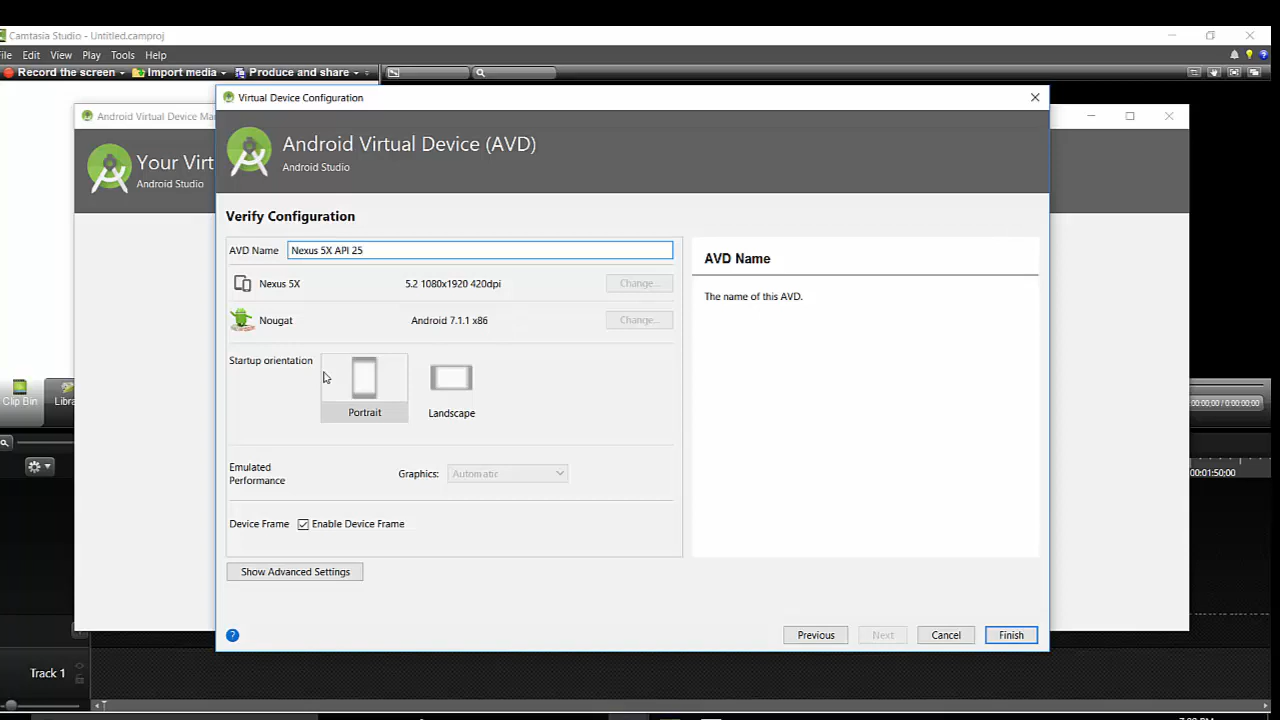 Camtasia Studio - Untitled.camproj
File Edit View Play Tools Help
Record the screen Import media Produce and share
Virtual Device Configuration
Android Virtual Device Ma
Android Virtual Device (AVD)
Android Studio
Your Virt
Android Studio
Verify Configuration
AVD Name Nexus 5X API 25
AVD Name
Nexus 5X 5.2 1080x1920 420dpi Change...
The name of this AVD.
Nougat Android 7.1.1 x86 Change...
Startup orientation
Portrait
Landscape
Clip Bin
Libra
00:00;00 / 0:00:00;00
Emulated
Performance
Graphics: Automatic
00:01:50;00
Device Frame Enable Device Frame
Show Advanced Settings
?
Previous Next Cancel Finish
Track 1